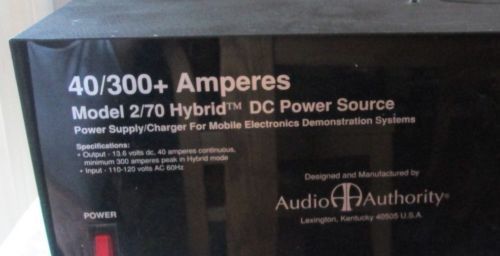 40/300+ Amperes
Model 2/70 Hybrid™ DC Power Source
Power Supply/Charger For Mobile Electronics Demonstration Systems
Specifications:
• Output - 13.6 volts dc, 40 amperes continuous,
minimum 300 amperes peak in Hybrid mode
• Input - 110-120 volts AC 60Hz
Designed and Manufactured by
Audio Authority®
Lexington, Kentucky 40505 U.S.A
POWER